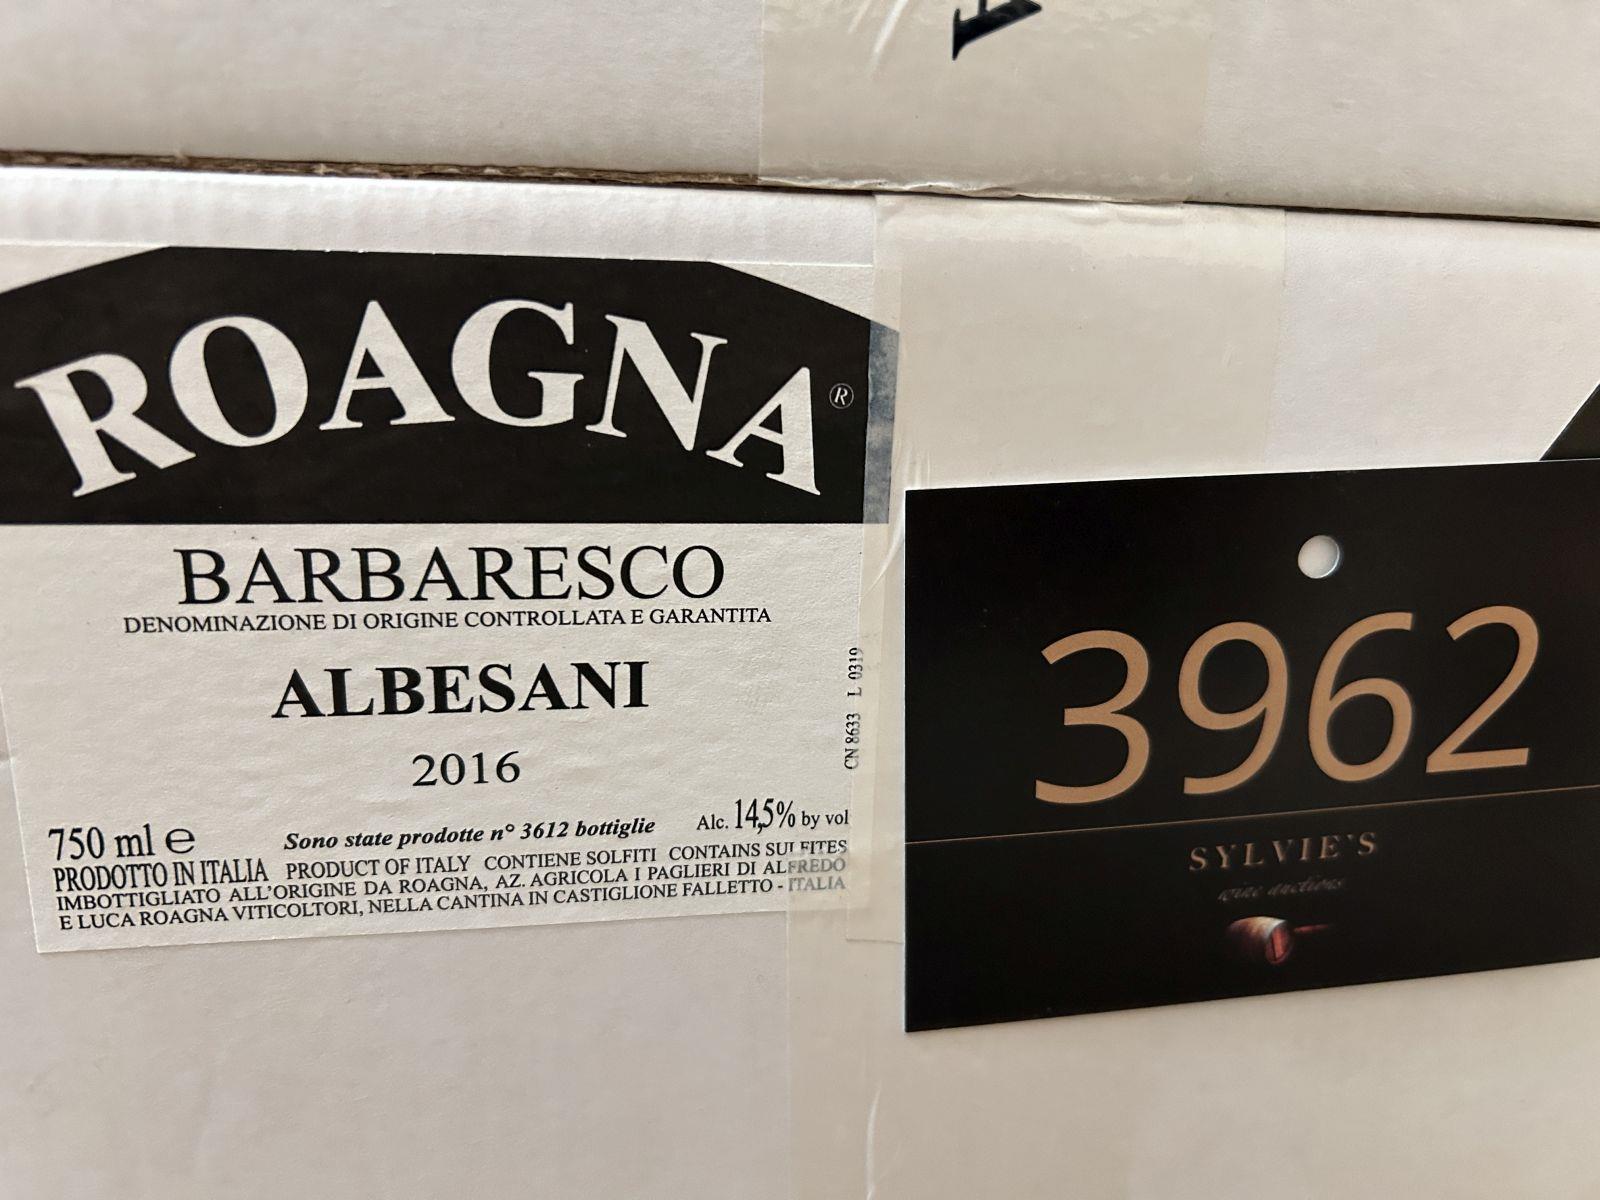 ROAGNA®
BARBARESCO
DENOMINAZIONE DI ORIGINE CONTROLLATA E GARANTITA
ALBESANI
2016
CN 8633 L 0319
750 ml ℮ Sono state prodotte n° 3612 bottiglie Alc. 14,5% by vol
PRODOTTO IN ITALIA PRODUCT OF ITALY CONTIENE SOLFITI CONTAINS SULFITES
IMBOTTIGLIATO ALL'ORIGINE DA ROAGNA, AZ. AGRICOLA I PAGLIERI DI ALFREDO
E LUCA ROAGNA VITICOLTORI, NELLA CANTINA IN CASTIGLIONE FALLETTO - ITALIA
3962
SYLVIE'S
wine auctions